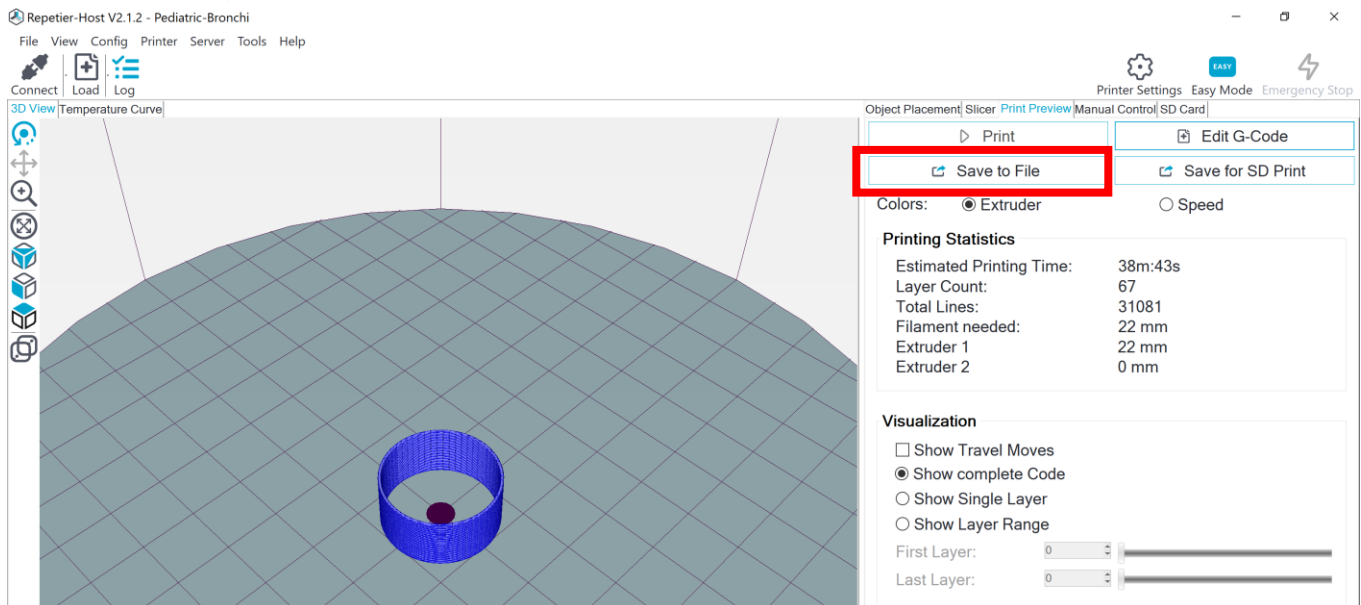 Repetier-Host V2.1.2 - Pediatric-Bronchi
File View Config Printer Server Tools Help
Connect Load Log
Printer Settings Easy Mode Emergency Stop
EASY
3D View Temperature Curve
Object Placement Slicer Print Preview Manual Control SD Card
Print Edit G-Code
Save to File Save for SD Print
Colors: Extruder Speed
Printing Statistics
Estimated Printing Time: 38m:43s
Layer Count: 67
Total Lines: 31081
Filament needed: 22 mm
Extruder 1 22 mm
Extruder 2 0 mm
Visualization
Show Travel Moves
Show complete Code
Show Single Layer
Show Layer Range
First Layer: 0
Last Layer: 0